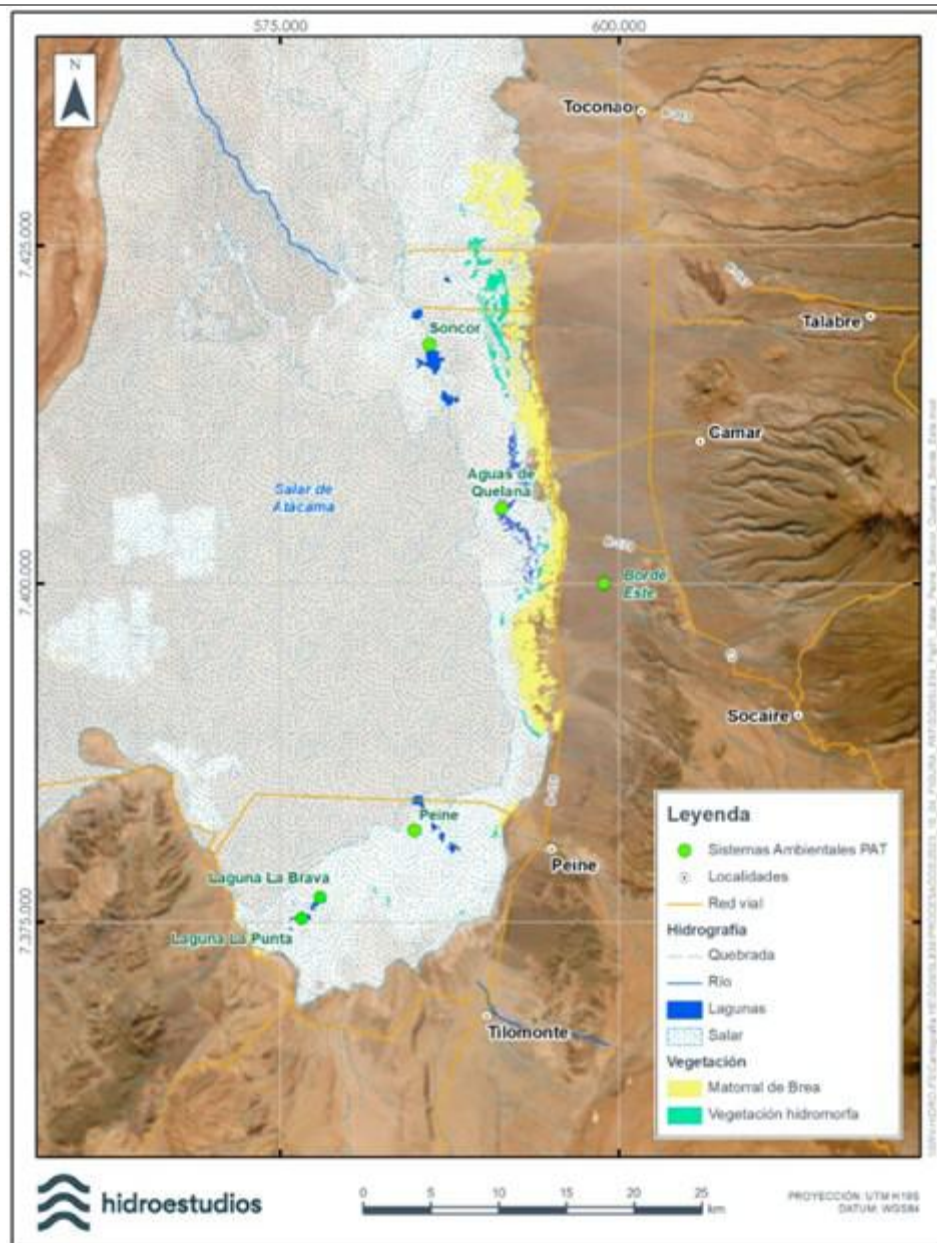 575.000
600.000
N
Toconao
7.425.000
Talabre
Soncor
Camar
Aguas de
Quelana
Salar de
Atacama
7.400.000
Borde
Este
Socaire
Peine
Peine
Laguna La Brava
7.375.000
Laguna La Punta
Tilomonte
Leyenda
Sistemas Ambientales PAT
Localidades
Red vial
Hidrografía
Quebrada
Río
Lagunas
Salar
Vegetación
Matorral de Brea
Vegetación hidromorfa
hidroestudios
0 5 10 15 20 25
km
PROYECCIÓN: UTM H19S
DATUM: WGS84